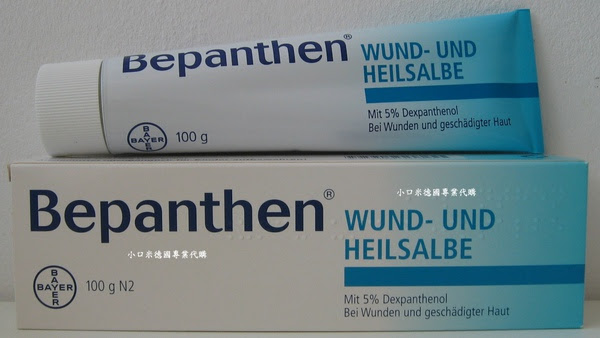 Bepanthen®
WUND- UND
HEILSALBE
Mit 5% Dexpanthenol
Bei Wunden und geschädigter Haut
BAYER
BAYER
100 g
小口米德國專業代購
Bepanthen®
WUND- UND
HEILSALBE
小口米德國專業代購
BAYER
BAYER
100 g N2
Mit 5% Dexpanthenol
Bei Wunden und geschädigter Haut